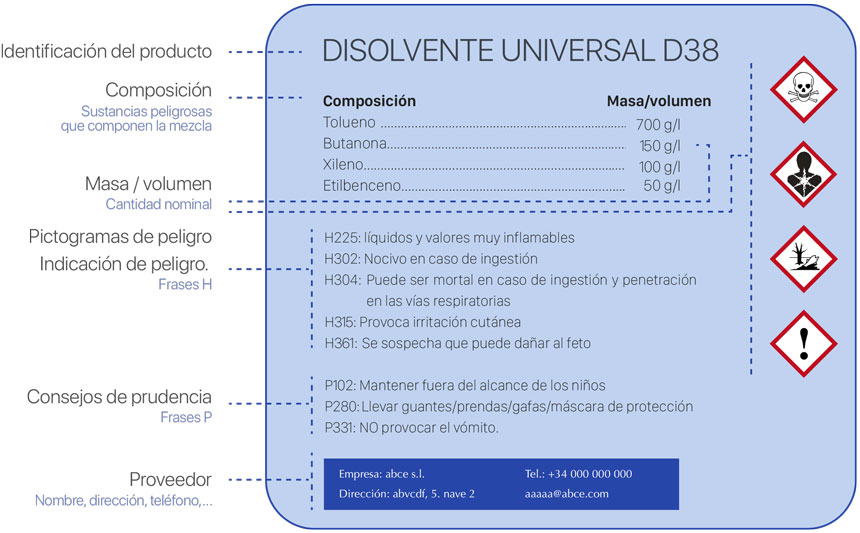 Identificación del producto
DISOLVENTE UNIVERSAL D38
Composición
Sustancias peligrosas
que componen la mezcla
Composición Masa/volumen
Tolueno ........................................................ 700 g/l
Butanona...................................................... 150 g/l
Xileno............................................................ 100 g/l
Etilbenceno................................................... 50 g/l
Masa / volumen
Cantidad nominal
Pictogramas de peligro
Indicación de peligro.
Frases H
H225: líquidos y valores muy inflamables
H302: Nocivo en caso de ingestión
H304: Puede ser mortal en caso de ingestión y penetración
en las vías respiratorias
H315: Provoca irritación cutánea
H361: Se sospecha que puede dañar al feto
Consejos de prudencia
Frases P
P102: Mantener fuera del alcance de los niños
P280: Llevar guantes/prendas/gafas/máscara de protección
P331: NO provocar el vómito.
Proveedor
Nombre, dirección, teléfono,...
Empresa: abce s.l. Tel.: +34 000 000 000
Dirección: abvcdf, 5. nave 2 aaaaa@abce.com